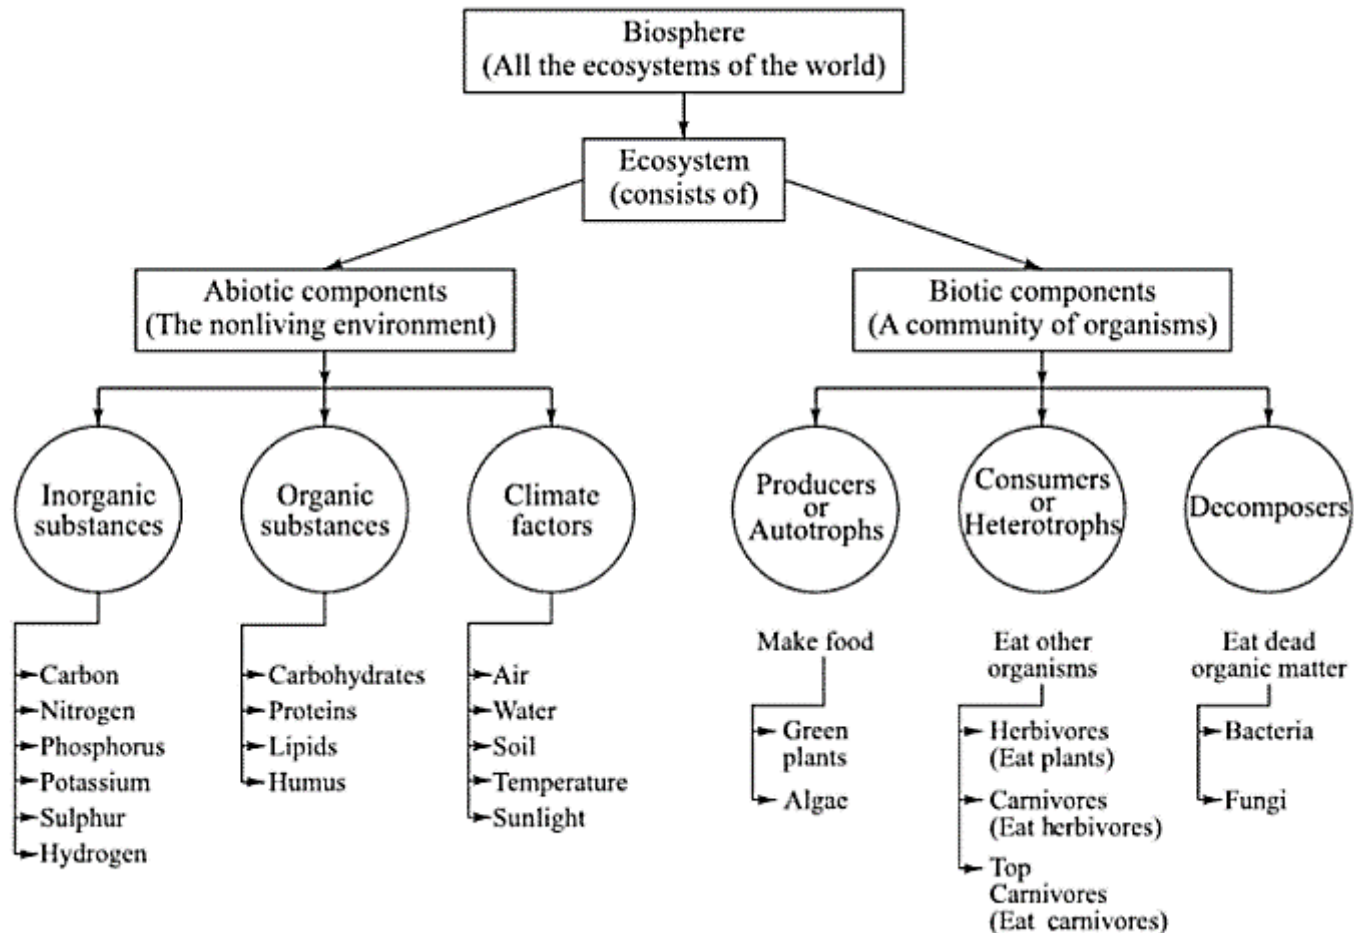 Biosphere
(All the ecosystems of the world)
Ecosystem
(consists of)
Abiotic components
(The nonliving environment)
Biotic components
(A community of organisms)
Inorganic
substances
Organic
substances
Climate
factors
Producers
or
Autotrophs
Consumers
or
Heterotrophs
Decomposers
Carbon
Nitrogen
Phosphorus
Potassium
Sulphur
Hydrogen
Carbohydrates
Proteins
Lipids
Humus
Air
Water
Soil
Temperature
Sunlight
Make food
Green
plants
Algae
Eat other
organisms
Herbivores
(Eat plants)
Carnivores
(Eat herbivores)
Top
Carnivores
(Eat carnivores)
Eat dead
organic matter
Bacteria
Fungi